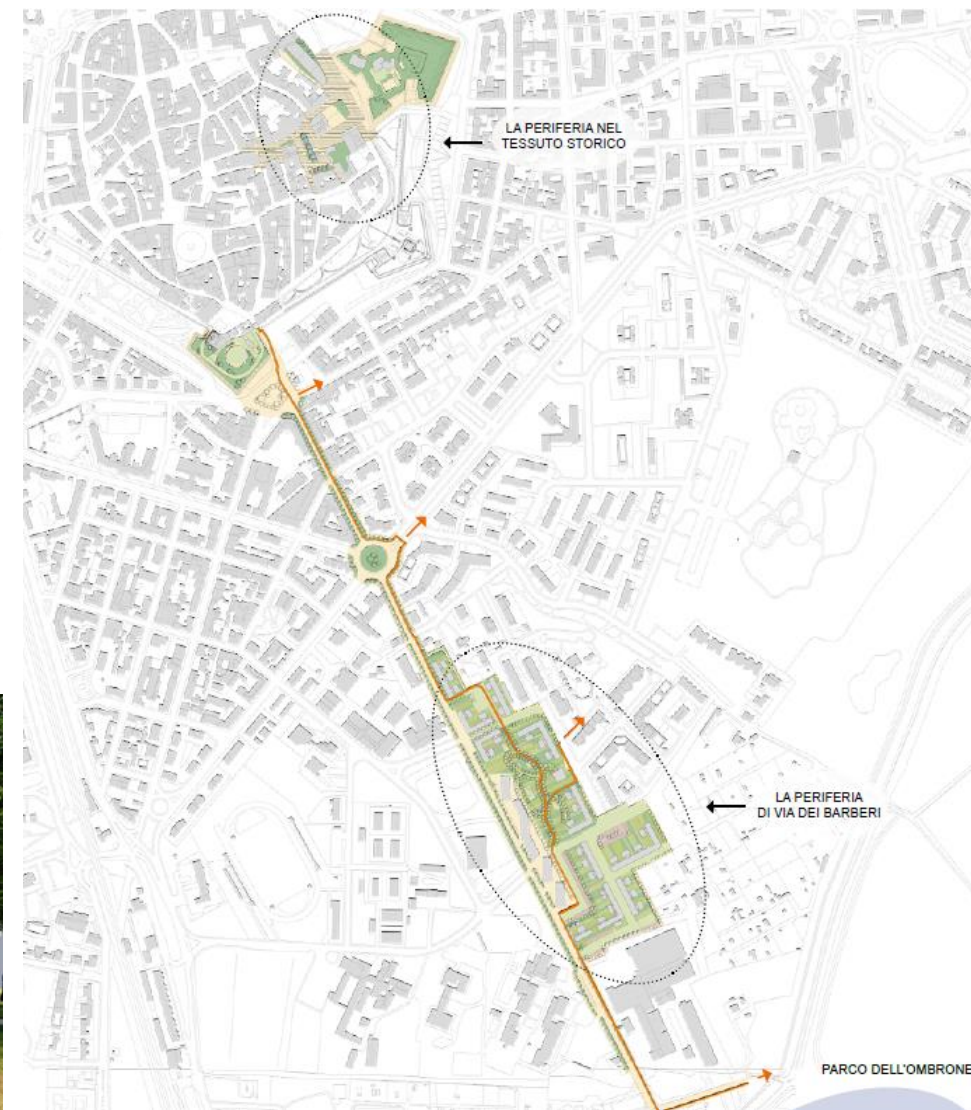 LA PERIFERIA NEL
TESSUTO STORICO
LA PERIFERIA
DI VIA DEI BARBERI
PARCO DELL'OMBRONE